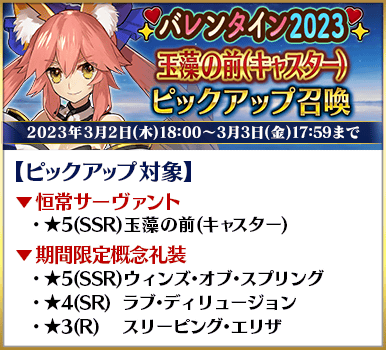 バレンタイン2023
玉藻の前(キャスター)
ピックアップ召喚
2023年3月2日(木)18:00～3月3日(金)17:59まで
【ピックアップ対象】
▼恒常サーヴァント
・★5(SSR)玉藻の前(キャスター)
▼期間限定概念礼装
・★5(SSR)ウィンズ・オブ・スプリング
・★4(SR) ラブ・ディリュージョン
・★3(R) スリーピング・エリザ